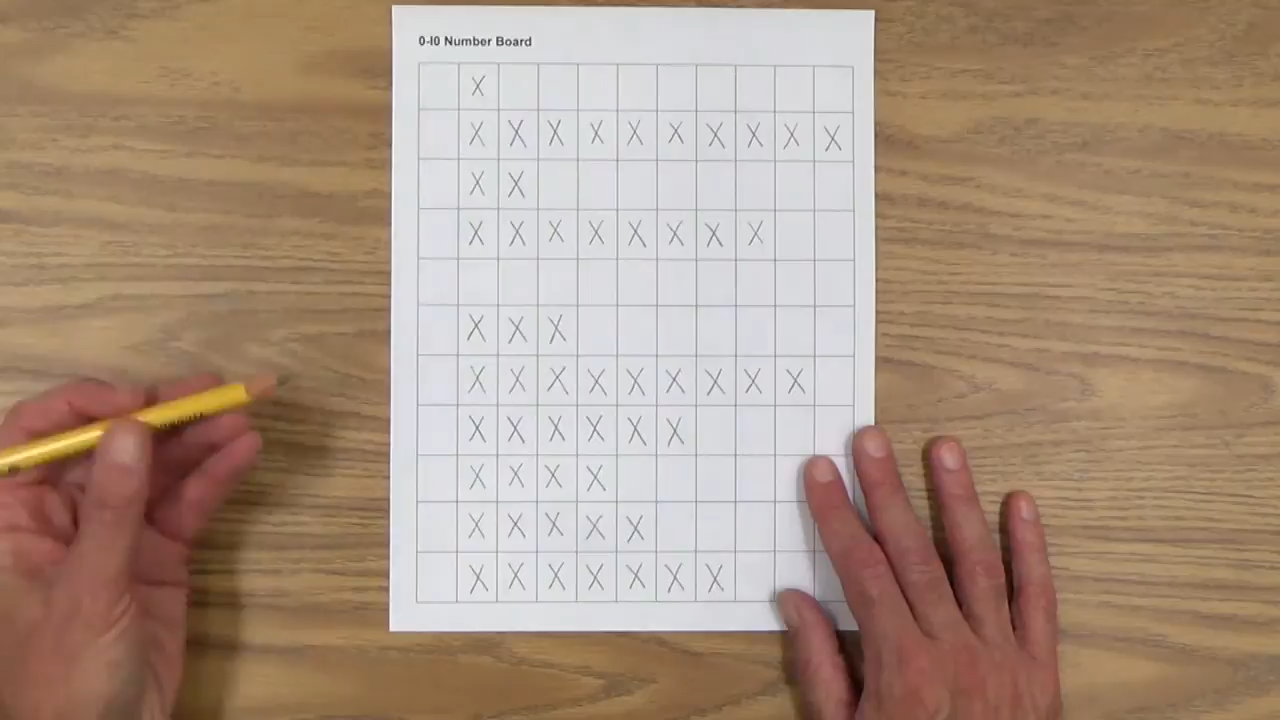 0-10 Number Board
X
X X X X X X X X X X
X X
X X X X X X X X
X X X
X X X X X X X X X
X X X X X X
X X X X
X X X X X
X X X X X X X